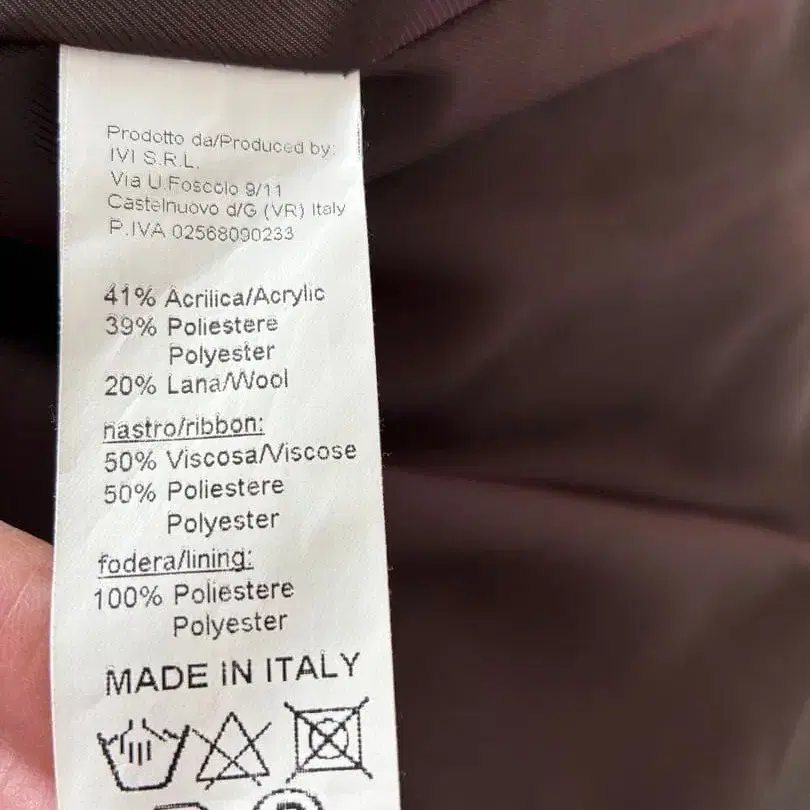 Prodotto da/Produced by:
IVI S.R.L.
Via U.Foscolo 9/11
Castelnuovo d/G (VR) Italy
P.IVA 02568090233
41% Acrilica/Acrylic
39% Poliestere
Polyester
20% Lana/Wool
nastro/ribbon:
50% Viscosa/Viscose
50% Poliestere
Polyester
fodera/lining:
100% Poliestere
Polyester
MADE IN ITALY